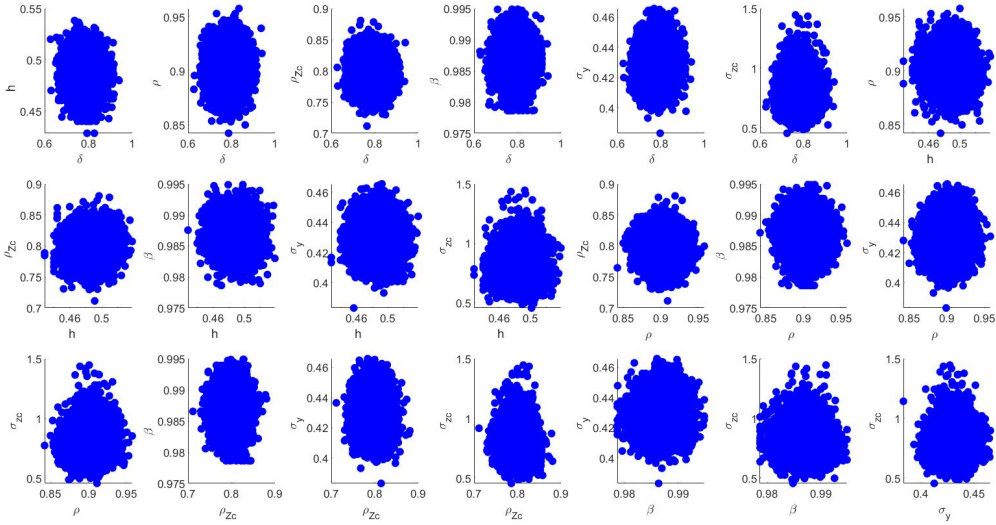 0.55 0.95 0.9 0.995 0.46 1.5
h 0.5 ρ 0.9 ρZc 0.85 0.8 β 0.99 0.985 σy 0.44 0.42 σzc 1 ρ 0.95 0.9
0.45 0.85 0.75 0.7 0.98 0.975 0.4 0.5 0.85
0.6 0.8 1 0.6 0.8 1 0.6 0.8 1 0.6 0.8 1 0.6 0.8 1 0.6 0.8 1 0.46 0.5
δ δ δ δ δ δ h
0.9 0.995 0.46 1.5 0.9 0.995 0.46
ρZc 0.85 0.8 β 0.99 0.985 σy 0.44 0.42 σzc 1 ρZc 0.85 0.8 β 0.99 0.985 σy 0.44 0.42
0.75 0.7 0.98 0.975 0.4 0.5 0.75 0.7 0.98 0.975 0.4
0.46 0.5 0.46 0.5 0.46 0.5 0.46 0.5 0.85 0.9 0.95 0.85 0.9 0.95 0.85 0.9 0.95
h h h h ρ ρ ρ
1.5 0.995 0.46 1.5 0.46 1.5 1.5
σzc 1 β 0.99 0.985 σy 0.44 0.42 σzc 1 σy 0.44 0.42 σzc 1 σzc 1
0.5 0.98 0.975 0.4 0.5 0.4 0.5 0.5
0.85 0.9 0.95 0.7 0.8 0.9 0.7 0.8 0.9 0.7 0.8 0.9 0.98 0.99 0.98 0.99 0.4 0.45
ρ ρZc ρZc ρZc β β σy